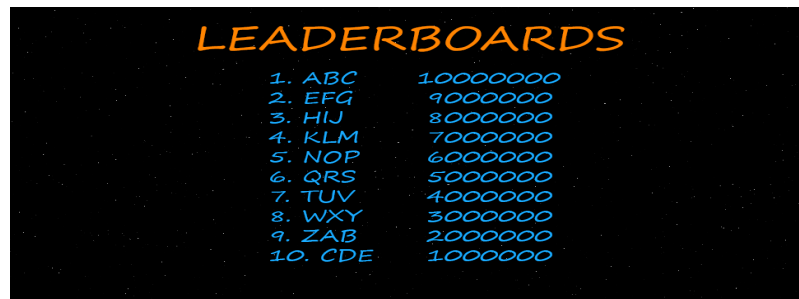 LEADERBOARDS
1. ABC 10000000
2. EFG 9000000
3. HIJ 8000000
4. KLM 7000000
5. NOP 6000000
6. QRS 5000000
7. TUV 4000000
8. WXY 3000000
9. ZAB 2000000
10. CDE 1000000